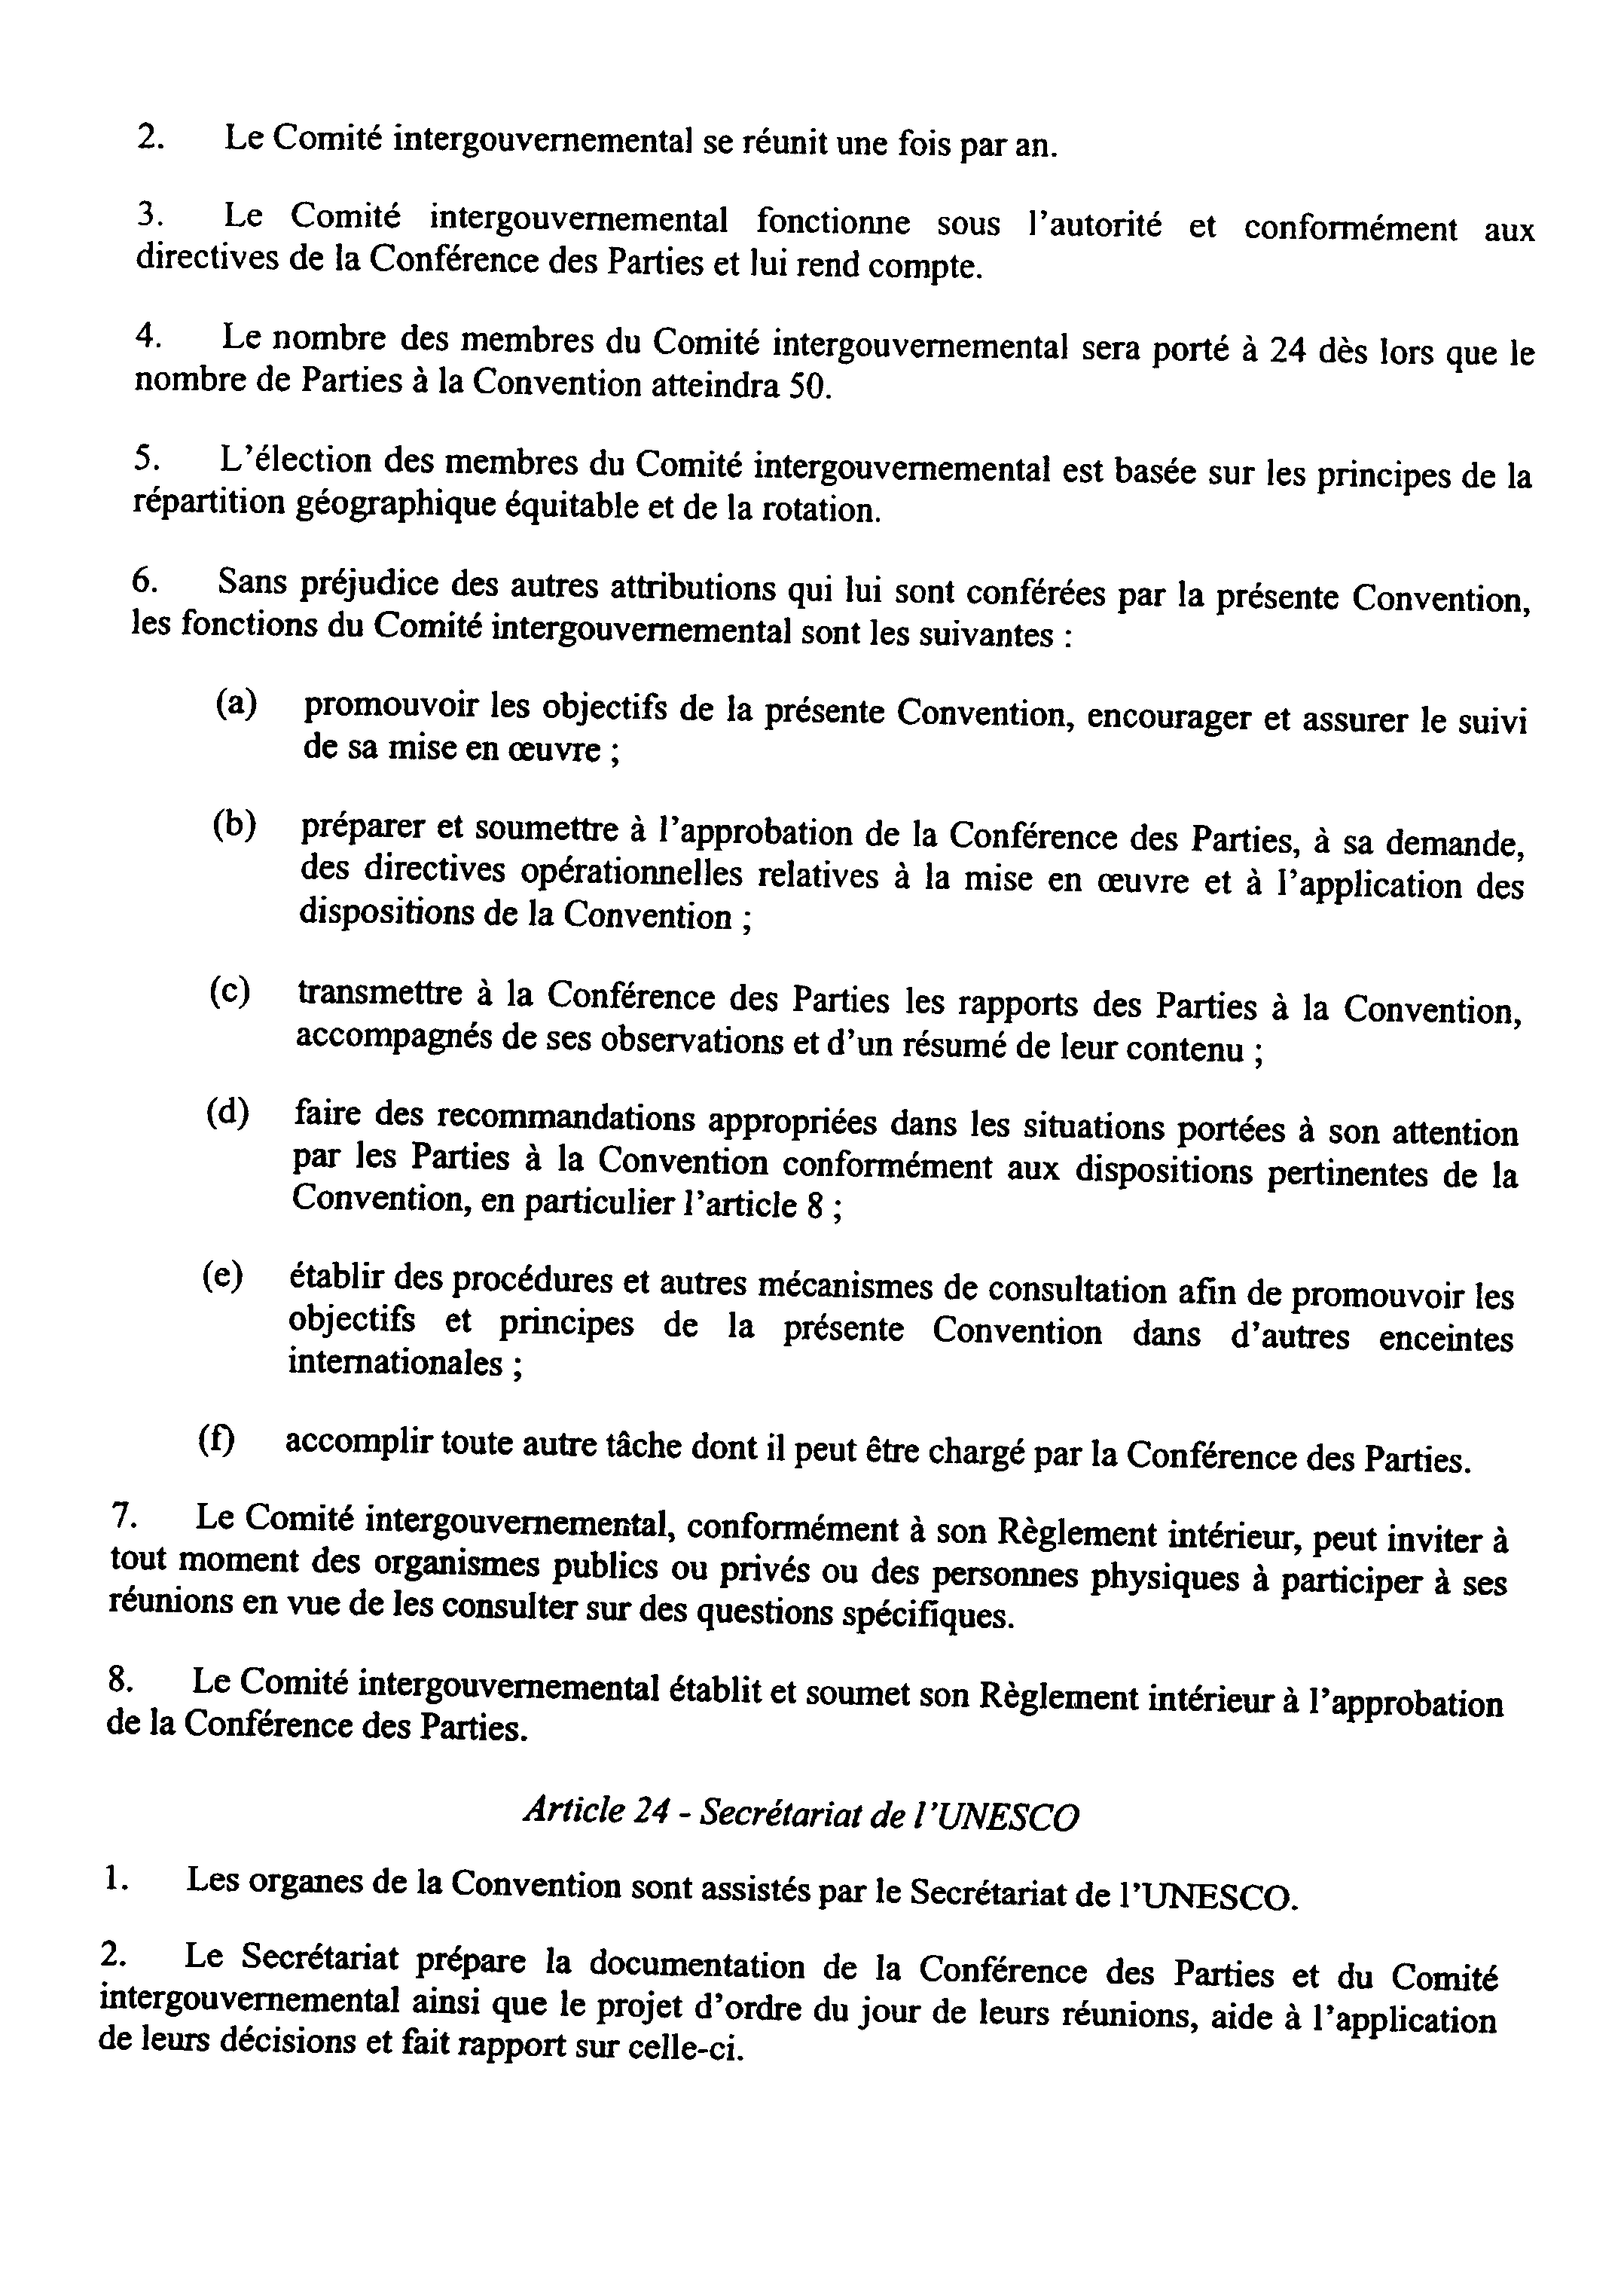 2. Le Comité intergouvernemental se réunit une fois par an.
3. Le Comité intergouvernemental fonctionne sous l'autorité et conformément aux
directives de la Conférence des Parties et lui rend compte.
4. Le nombre des membres du Comité intergouvernemental sera porté à 24 dès lors que le
nombre de Parties à la Convention atteindra 50.
5. L'élection des membres du Comité intergouvernemental est basée sur les principes de la
répartition géographique équitable et de la rotation.
6. Sans préjudice des autres attributions qui lui sont conférées par la présente Convention,
les fonctions du Comité intergouvernemental sont les suivantes :
(a) promouvoir les objectifs de la présente Convention, encourager et assurer le suivi
de sa mise en œuvre ;
(b) préparer et soumettre à l'approbation de la Conférence des Parties, à sa demande,
des directives opérationnelles relatives à la mise en œuvre et à l'application des
dispositions de la Convention ;
(c) transmettre à la Conférence des Parties les rapports des Parties à la Convention,
accompagnés de ses observations et d'un résumé de leur contenu ;
(d) faire des recommandations appropriées dans les situations portées à son attention
par les Parties à la Convention conformément aux dispositions pertinentes de la
Convention, en particulier l'article 8 ;
(e) établir des procédures et autres mécanismes de consultation afin de promouvoir les
objectifs et principes de la présente Convention dans d'autres enceintes
internationales ;
(f) accomplir toute autre tâche dont il peut être chargé par la Conférence des Parties.
7. Le Comité intergouvernemental, conformément à son Règlement intérieur, peut inviter à
tout moment des organismes publics ou privés ou des personnes physiques à participer à ses
réunions en vue de les consulter sur des questions spécifiques.
8. Le Comité intergouvernemental établit et soumet son Règlement intérieur à l'approbation
de la Conférence des Parties.
Article 24 - Secrétariat de l'UNESCO
1. Les organes de la Convention sont assistés par le Secrétariat de l'UNESCO.
2. Le Secrétariat prépare la documentation de la Conférence des Parties et du Comité
intergouvernemental ainsi que le projet d'ordre du jour de leurs réunions, aide à l'application
de leurs décisions et fait rapport sur celle-ci.